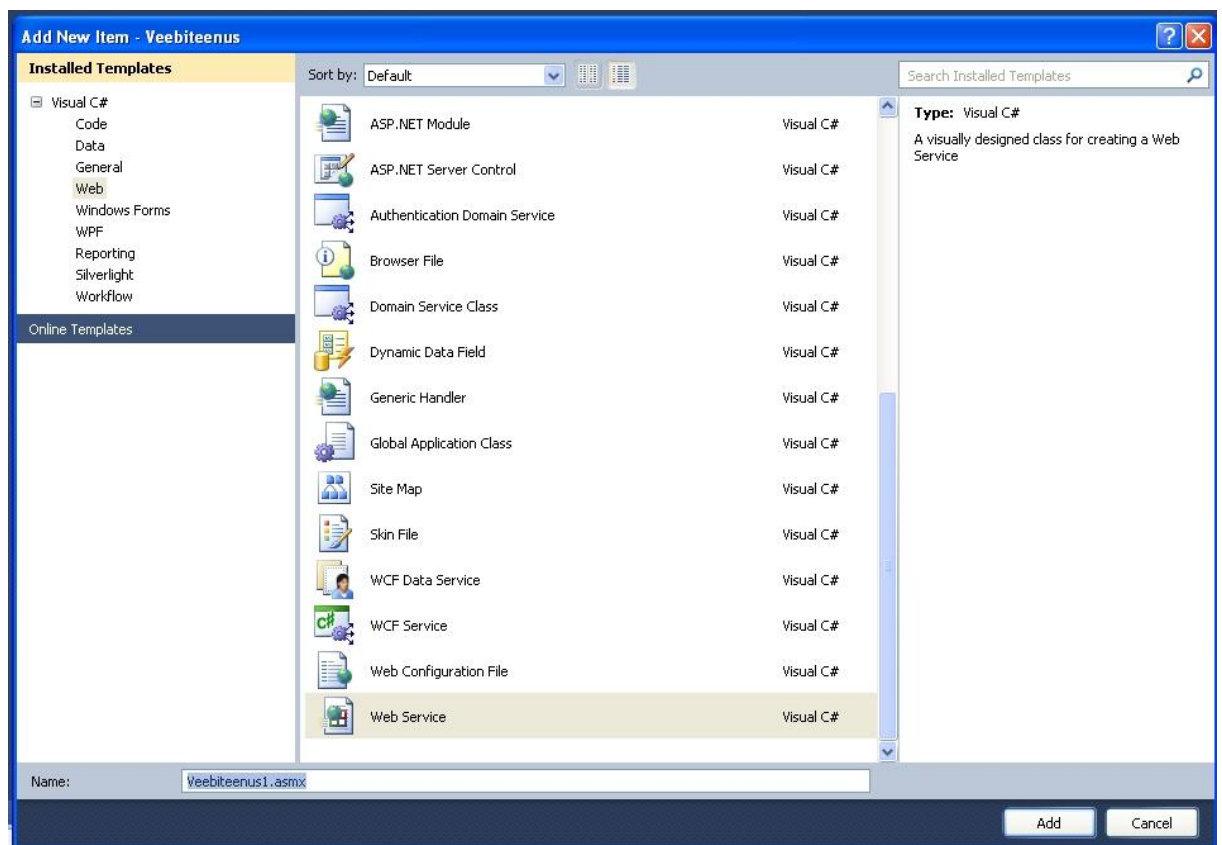 Add New Item - Veebiteenus
Installed Templates
Sort by: Default
Search Installed Templates
Visual C#
Code
Data
General
Web
Windows Forms
WPF
Reporting
Silverlight
Workflow
Online Templates
ASP.NET Module Visual C#
ASP.NET Server Control Visual C#
Authentication Domain Service Visual C#
Browser File Visual C#
Domain Service Class Visual C#
Dynamic Data Field Visual C#
Generic Handler Visual C#
Global Application Class Visual C#
Site Map Visual C#
Skin File Visual C#
WCF Data Service Visual C#
WCF Service Visual C#
Web Configuration File Visual C#
Web Service Visual C#
Type: Visual C#
A visually designed class for creating a Web
Service
Name: Veebiteenus1.asmx
Add Cancel